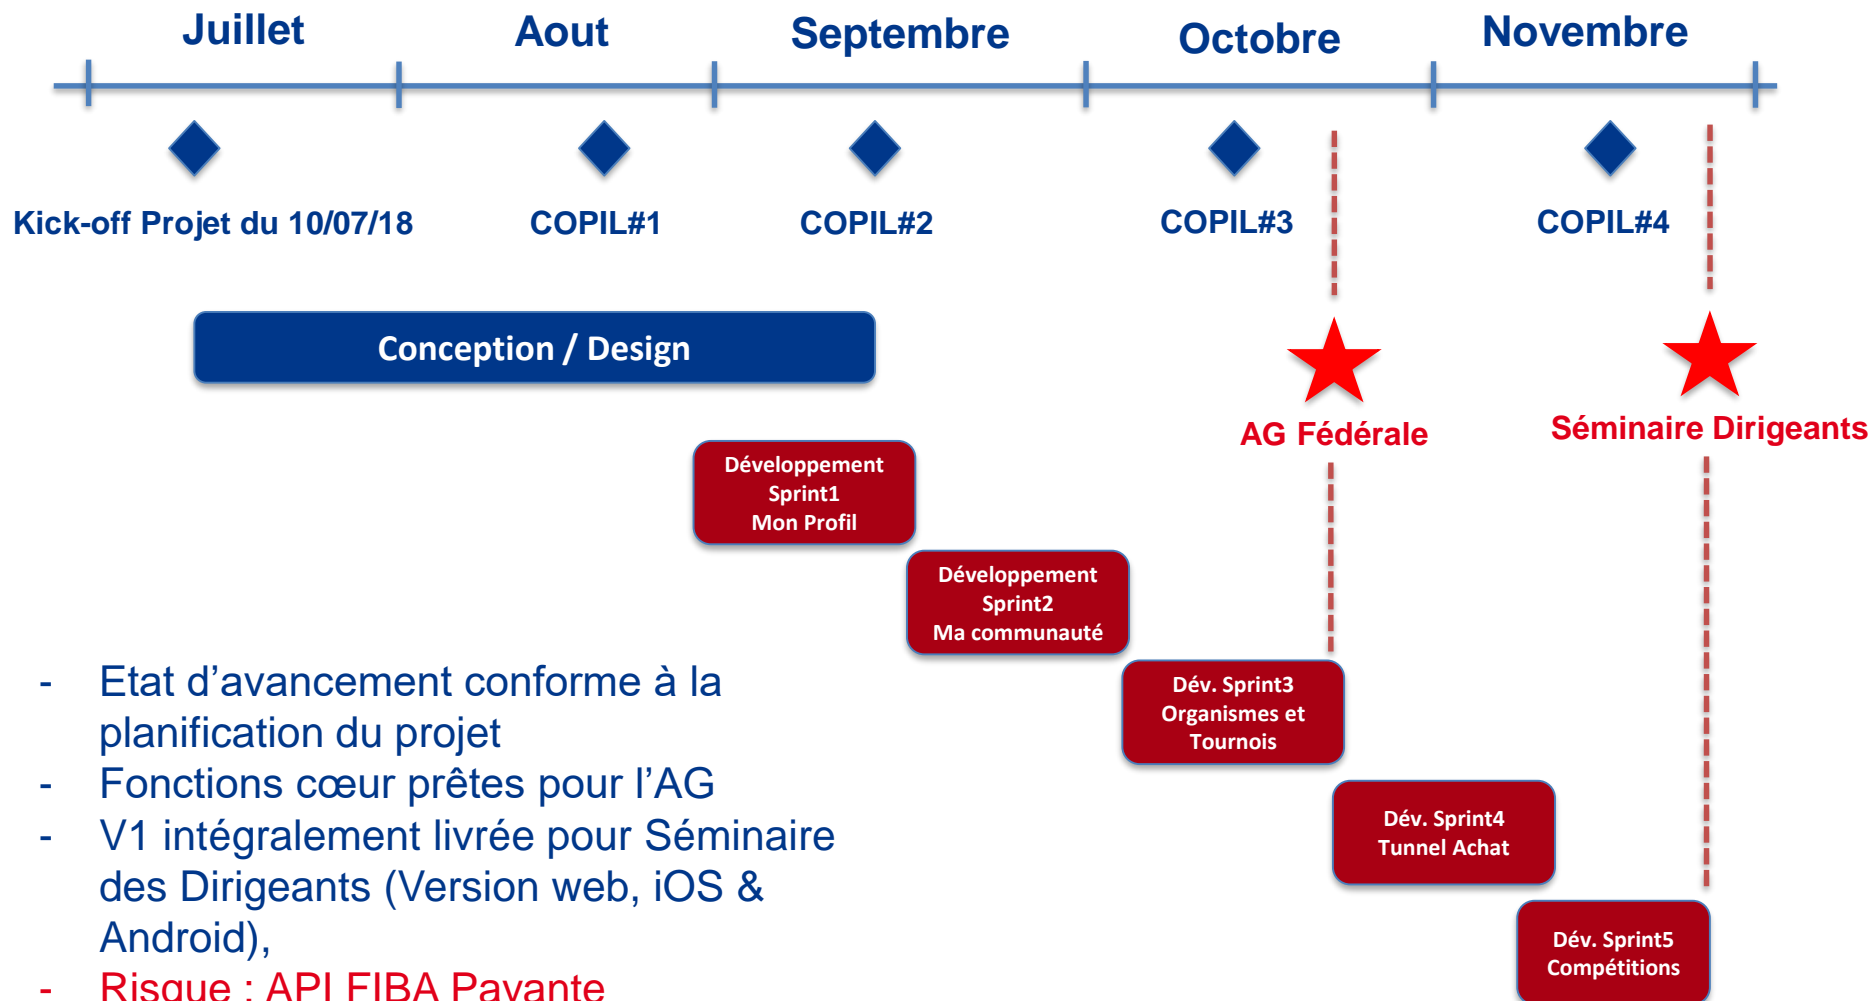 Juillet
Aout
Septembre
Octobre
Novembre
Kick-off Projet du 10/07/18
COPIL#1
COPIL#2
COPIL#3
COPIL#4
Conception / Design
AG Fédérale
Séminaire Dirigeants
Développement
Sprint1
Mon Profil
Développement
Sprint2
Ma communauté
Dév. Sprint3
Organismes et
Tournois
Dév. Sprint4
Tunnel Achat
Dév. Sprint5
Compétitions
- Etat d’avancement conforme à la
planification du projet
- Fonctions cœur prêtes pour l’AG
- V1 intégralement livrée pour Séminaire
des Dirigeants (Version web, iOS &
Android),
- Risque : API FIBA Payante